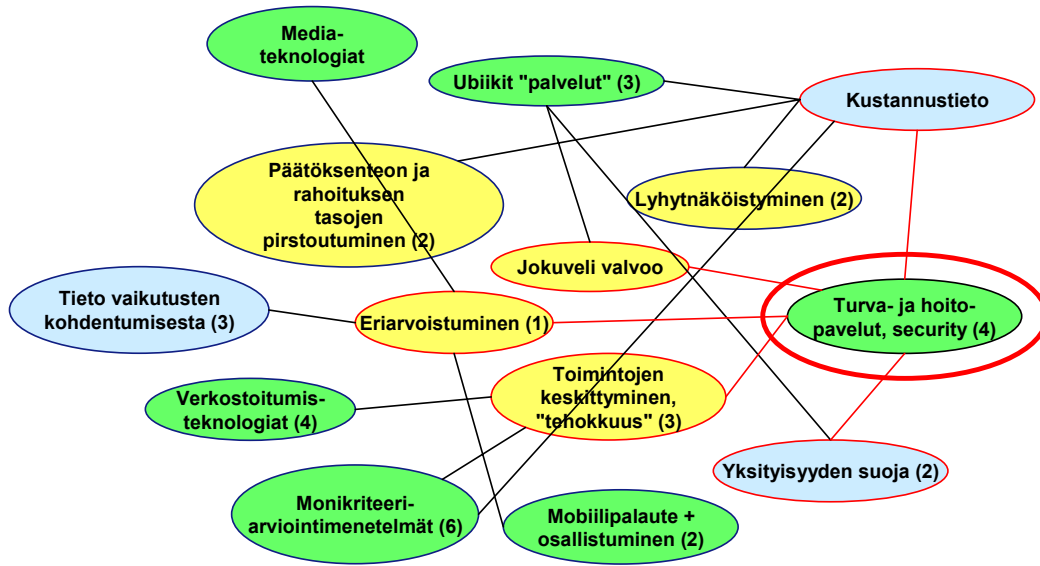 Media-
teknologiat
Ubiikit "palvelut" (3)
Kustannustieto
Päätöksenteon ja
rahoituksen
tasojen
pirstoutuminen (2)
Lyhytnäköistyminen (2)
Jokuveli valvoo
Tieto vaikutusten
kohdentumisesta (3)
Eriarvoistuminen (1)
Turva- ja hoito-
pavelut, security (4)
Toimintojen
keskittyminen,
"tehokkuus" (3)
Verkostoitumis-
teknologiat (4)
Yksityisyyden suoja (2)
Monikriteeri-
arviointimenetelmät (6)
Mobiilipalaute +
osallistuminen (2)